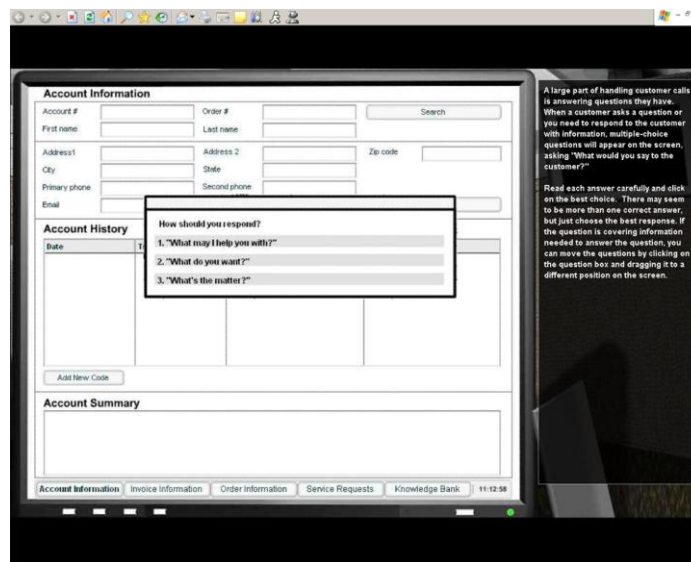 Account Information
Account #
Order #
Search
First name
Last name
Address1
Address 2
Zip code
City
State
Primary phone
Second phone
Email
How should you respond?
1. "What may I help you with?"
2. "What do you want?"
3. "What's the matter?"
Account History
Date
Add New Code
Account Summary
Account Information
Invoice Information
Order Information
Service Requests
Knowledge Bank
11:12:58
A large part of handling customer calls
is answering questions they have.
When a customer asks a question or
you need to respond to the customer
with information, multiple-choice
questions will appear on the screen,
asking "What would you say to the
customer?"
Read each answer carefully and click
on the best choice. There may seem
to be more than one correct answer,
but just choose the best response. If
the question is covering information
needed to answer the question, you
can move the questions by clicking on
the question box and dragging it to a
different position on the screen.